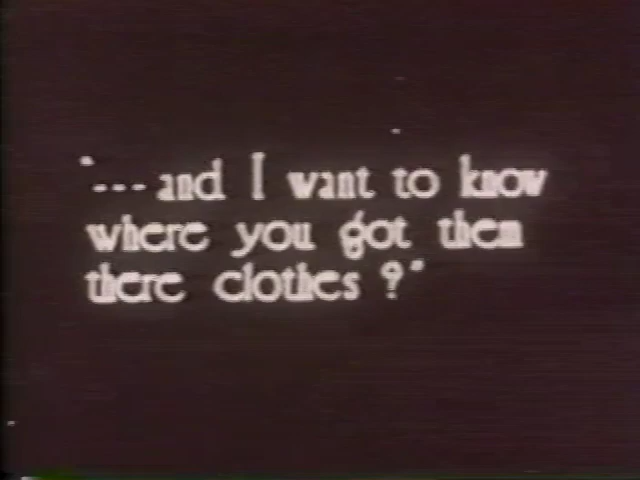 "---and I want to know
where you got them
there clothes?"